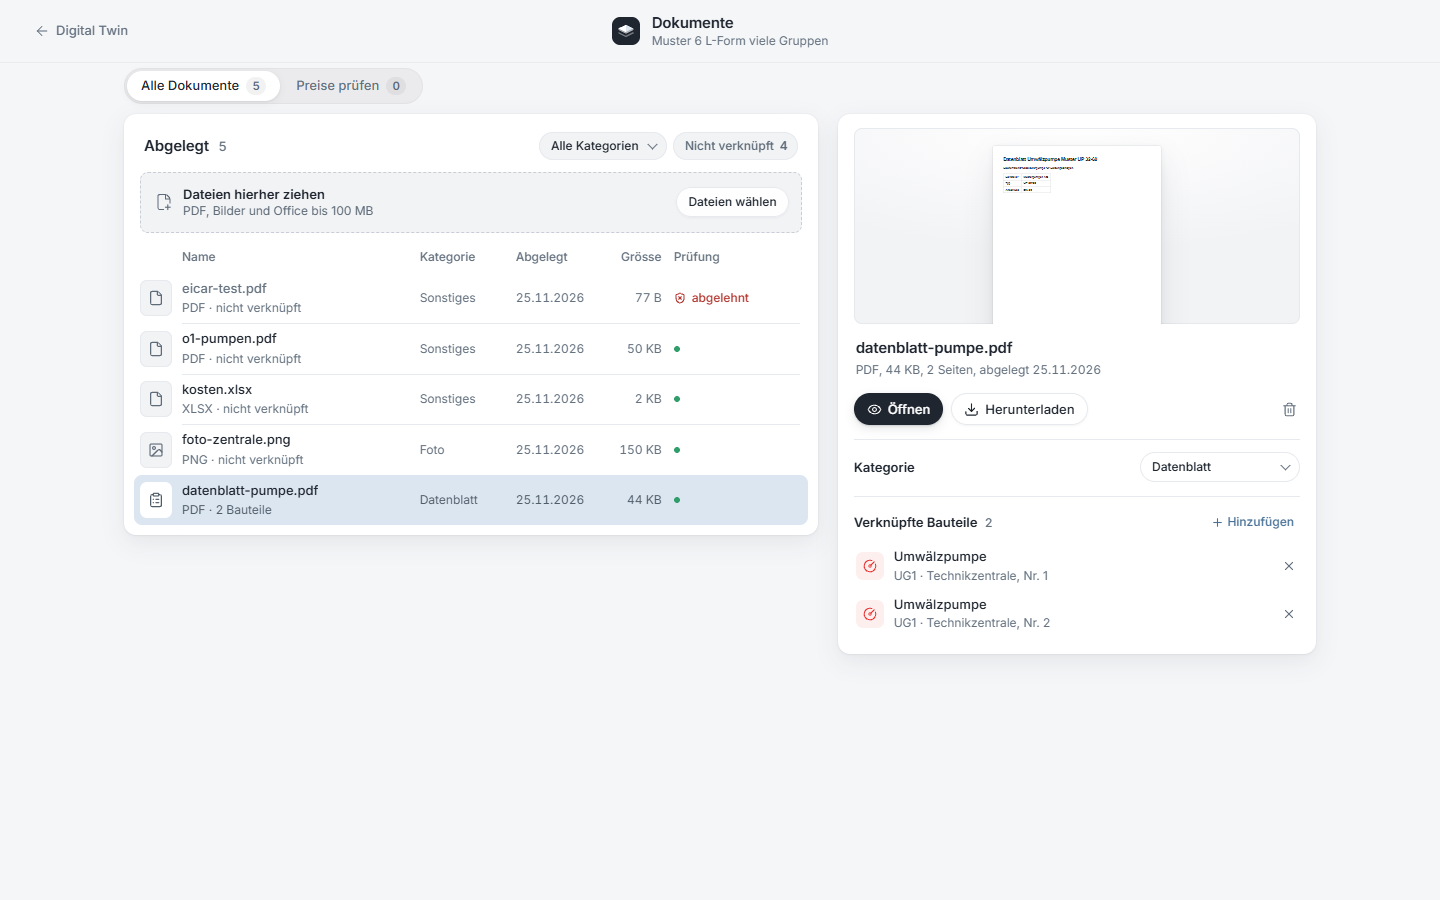 Digital Twin
Dokumente
Muster 6 L-Form viele Gruppen
Alle Dokumente 5
Preise prüfen 0
Abgelegt 5
Alle Kategorien
Nicht verknüpft 4
Dateien hierher ziehen
PDF, Bilder und Office bis 100 MB
Dateien wählen
Name Kategorie Abgelegt Grösse Prüfung
eicar-test.pdf
PDF · nicht verknüpft
Sonstiges 25.11.2026 77 B abgelehnt
o1-pumpen.pdf
PDF · nicht verknüpft
Sonstiges 25.11.2026 50 KB
kosten.xlsx
XLSX · nicht verknüpft
Sonstiges 25.11.2026 2 KB
foto-zentrale.png
PNG · nicht verknüpft
Foto 25.11.2026 150 KB
datenblatt-pumpe.pdf
PDF · 2 Bauteile
Datenblatt 25.11.2026 44 KB
Datenblatt Umwälzpumpe Muster UP
datenblatt-pumpe.pdf
PDF, 44 KB, 2 Seiten, abgelegt 25.11.2026
Öffnen
Herunterladen
Kategorie
Datenblatt
Verknüpfte Bauteile 2
Hinzufügen
Umwälzpumpe
UG1 · Technikzentrale, Nr. 1
Umwälzpumpe
UG1 · Technikzentrale, Nr. 2